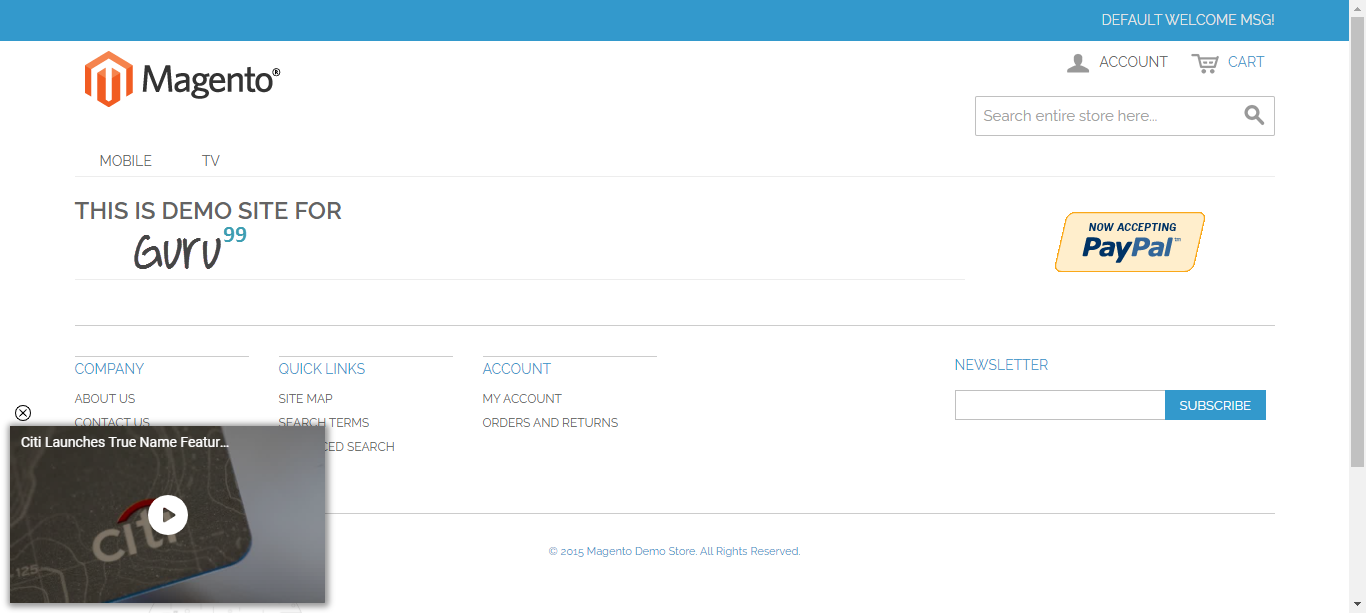 DEFAULT WELCOME MSG!
Magento®
ACCOUNT
CART
Search entire store here...
MOBILE
TV
THIS IS DEMO SITE FOR
Guru99
NOW ACCEPTING
PayPal™
COMPANY
QUICK LINKS
ACCOUNT
NEWSLETTER
ABOUT US
SITE MAP
MY ACCOUNT
SUBSCRIBE
CONTACT US
SEARCH TERMS
ORDERS AND RETURNS
CED SEARCH
Citi Launches True Name Featur...
citi
125
© 2015 Magento Demo Store. All Rights Reserved.